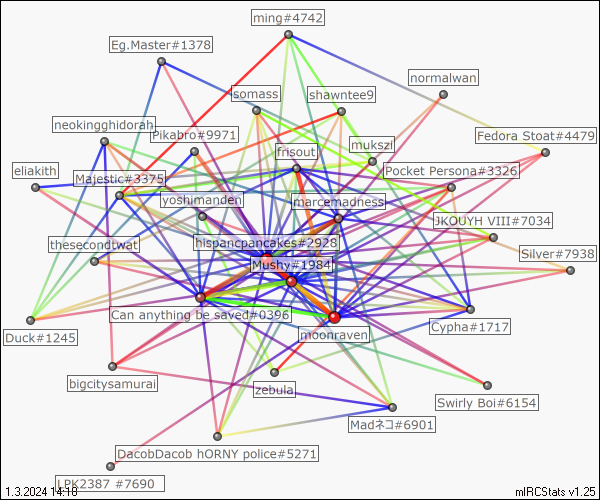 ming#4742
Eg.Master#1378
normalwan
somass
shawntee9
neokingghidorah
Pikabro#9971
Fedora Stoat#4479
mukszi
frisout
eliakith
Majestic#3375
Pocket Persona#3326
yoshimanden
marcemadness
JKOUYH VIII#7034
thesecondtwat
hispancpancakes#2928
Silver#7938
Mushy#1984
Can anything be saved#0396
Cypha#1717
Duck#1245
moonraven
bigcitysamurai
zebula
Swirly Boi#6154
Madネコ#6901
DacobDacob hORNY police#5271
LPK2387 #7690
1.3.2024 14:18
mIRCStats v1.25